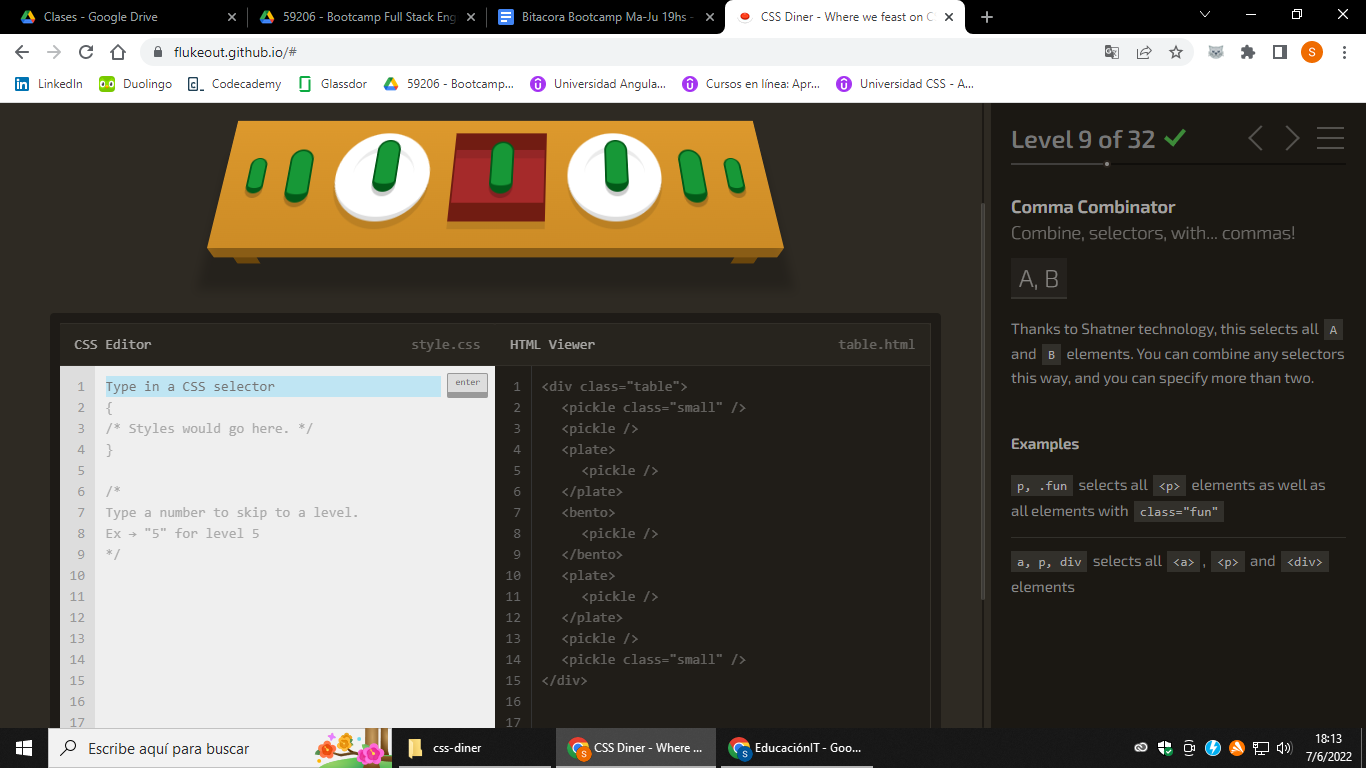 Clases - Google Drive
59206 - Bootcamp Full Stack Eng
Bitacora Bootcamp Ma-Ju 19hs -
CSS Diner - Where we feast on C
flukeout.github.io/#
S
LinkedIn
Duolingo
Codecademy
Glassdor
59206 - Bootcamp...
Universidad Angula...
Cursos en línea: Apr...
Universidad CSS - A...
Level 9 of 32
Comma Combinator
Combine, selectors, with... commas!
A, B
Thanks to Shatner technology, this selects all A
and B elements. You can combine any selectors
this way, and you can specify more than two.
Examples
p, .fun selects all <p> elements as well as
all elements with class="fun"
a, p, div selects all <a> , <p> and <div>
elements
CSS Editor
style.css
1 Type in a CSS selector
enter
2 {
3 /* Styles would go here. */
4 }
5
6 /*
7 Type a number to skip to a level.
8 Ex → "5" for level 5
9 */
10
11
12
13
14
15
16
17
HTML Viewer
table.html
1 <div class="table">
2 <pickle class="small" />
3 <pickle />
4 <plate>
5 <pickle />
6 </plate>
7 <bento>
8 <pickle />
9 </bento>
10 <plate>
11 <pickle />
12 </plate>
13 <pickle />
14 <pickle class="small" />
15 </div>
16
17
Escribe aquí para buscar
css-diner
CSS Diner - Where ...
EducaciónIT - Goo...
18:13
7/6/2022